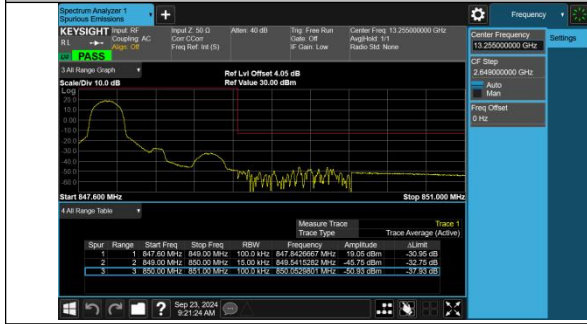 Spectrum Analyzer 1
Spurious Emissions
Frequency
KEYSIGHT Input: RF
Coupling: AC
Align: Off
Input Z: 50 Ω
Corr CCorr
Freq Ref: Int (S)
Atten: 40 dB
Trig: Free Run
Gate: Off
IF Gain: Low
Center Freq: 13.255000000 GHz
Avg|Hold: 1/1
Radio Std: None
RL
PASS
Center Frequency
13.255000000 GHz
Settings
CF Step
2.649000000 GHz
Auto
Man
Freq Offset
0 Hz
3 All Range Graph
Ref Lvl Offset 4.05 dB
Scale/Div 10.0 dB
Ref Value 30.00 dBm
Log
20.0
10.0
0.00
-10.0
-20.0
-30.0
-40.0
-50.0
-60.0
Start 847.600 MHz
Stop 851.000 MHz
4 All Range Table
Measure Trace Trace 1
Trace Type Trace Average (Active)
Spur Range Start Freq Stop Freq RBW Frequency Amplitude ΔLimit
1 1 847.60 MHz 849.00 MHz 100.0 kHz 847.8426667 MHz 19.05 dBm -30.95 dB
2 2 849.00 MHz 850.00 MHz 15.00 kHz 849.5415282 MHz -45.75 dBm -32.75 dB
3 3 850.00 MHz 851.00 MHz 100.0 kHz 850.0529801 MHz -50.93 dBm -37.93 dB
Sep 23, 2024
9:21:24 AM